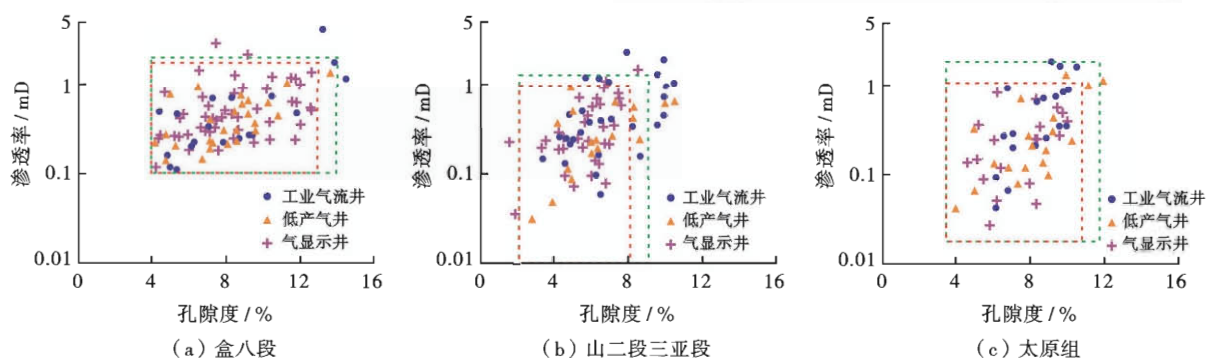 5
1
0.1
0.01
渗透率 / mD
0
4
8
12
16
孔隙度 / %
工业气流井
低产气井
气显示井
(a) 盒八段
5
1
0.1
0.01
渗透率 / mD
0
4
8
12
16
孔隙度 / %
工业气流井
低产气井
气显示井
(b) 山二段三亚段
5
1
0.1
0.01
渗透率 / mD
0
4
8
12
16
孔隙度 / %
工业气流井
低产气井
气显示井
(c) 太原组